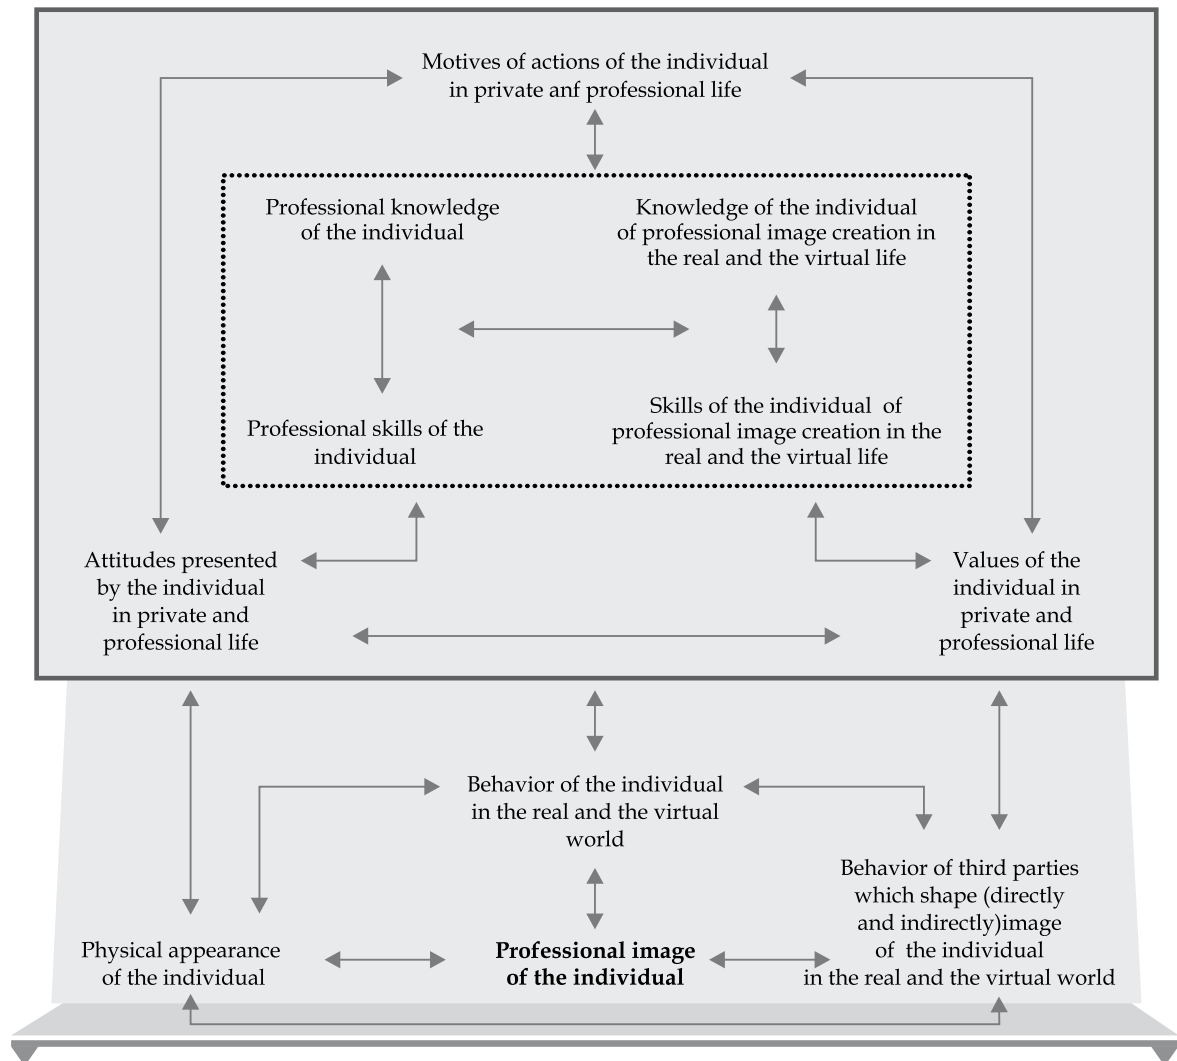 Motives of actions of the individual
in private anf professional life
Professional knowledge
of the individual
Knowledge of the individual
of professional image creation in
the real and the virtual life
Professional skills of the
individual
Skills of the individual of
professional image creation in the
real and the virtual life
Attitudes presented
by the individual
in private and
professional life
Values of the
individual in
private and
professional life
Behavior of the individual
in the real and the virtual
world
Behavior of third parties
which shape (directly
and indirectly)image
of the individual
in the real and the virtual world
Physical appearance
of the individual
Professional image
of the individual